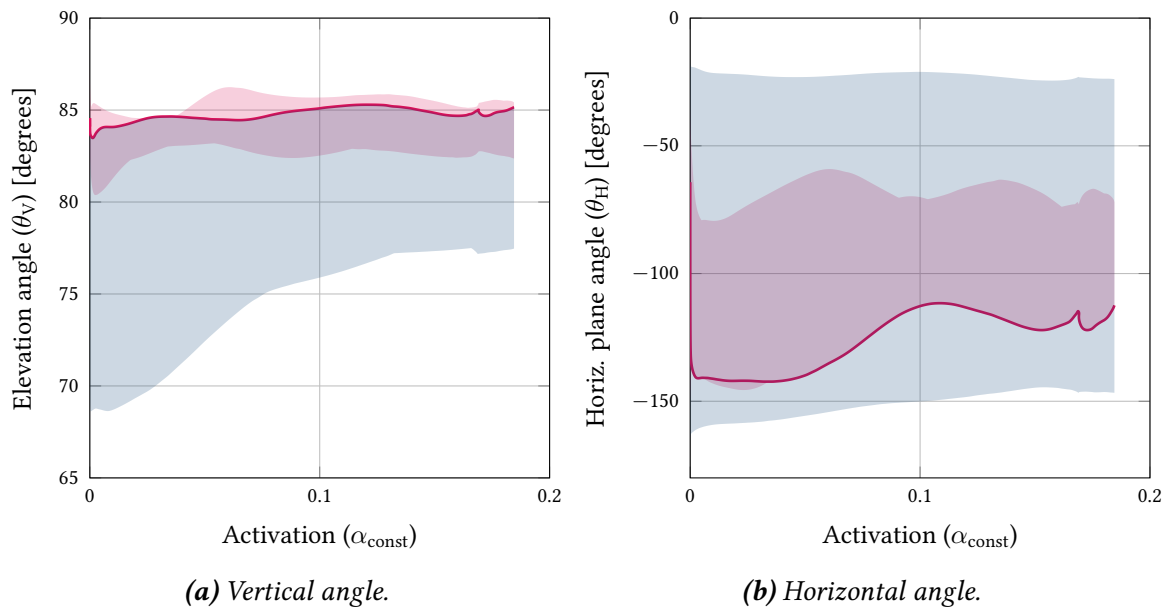 90
85
80
75
70
65
0
0.1
0.2
Elevation angle (θV) [degrees]
Activation (αconst)
(a) Vertical angle.
0
−50
−100
−150
0
0.1
0.2
Horiz. plane angle (θH) [degrees]
Activation (αconst)
(b) Horizontal angle.